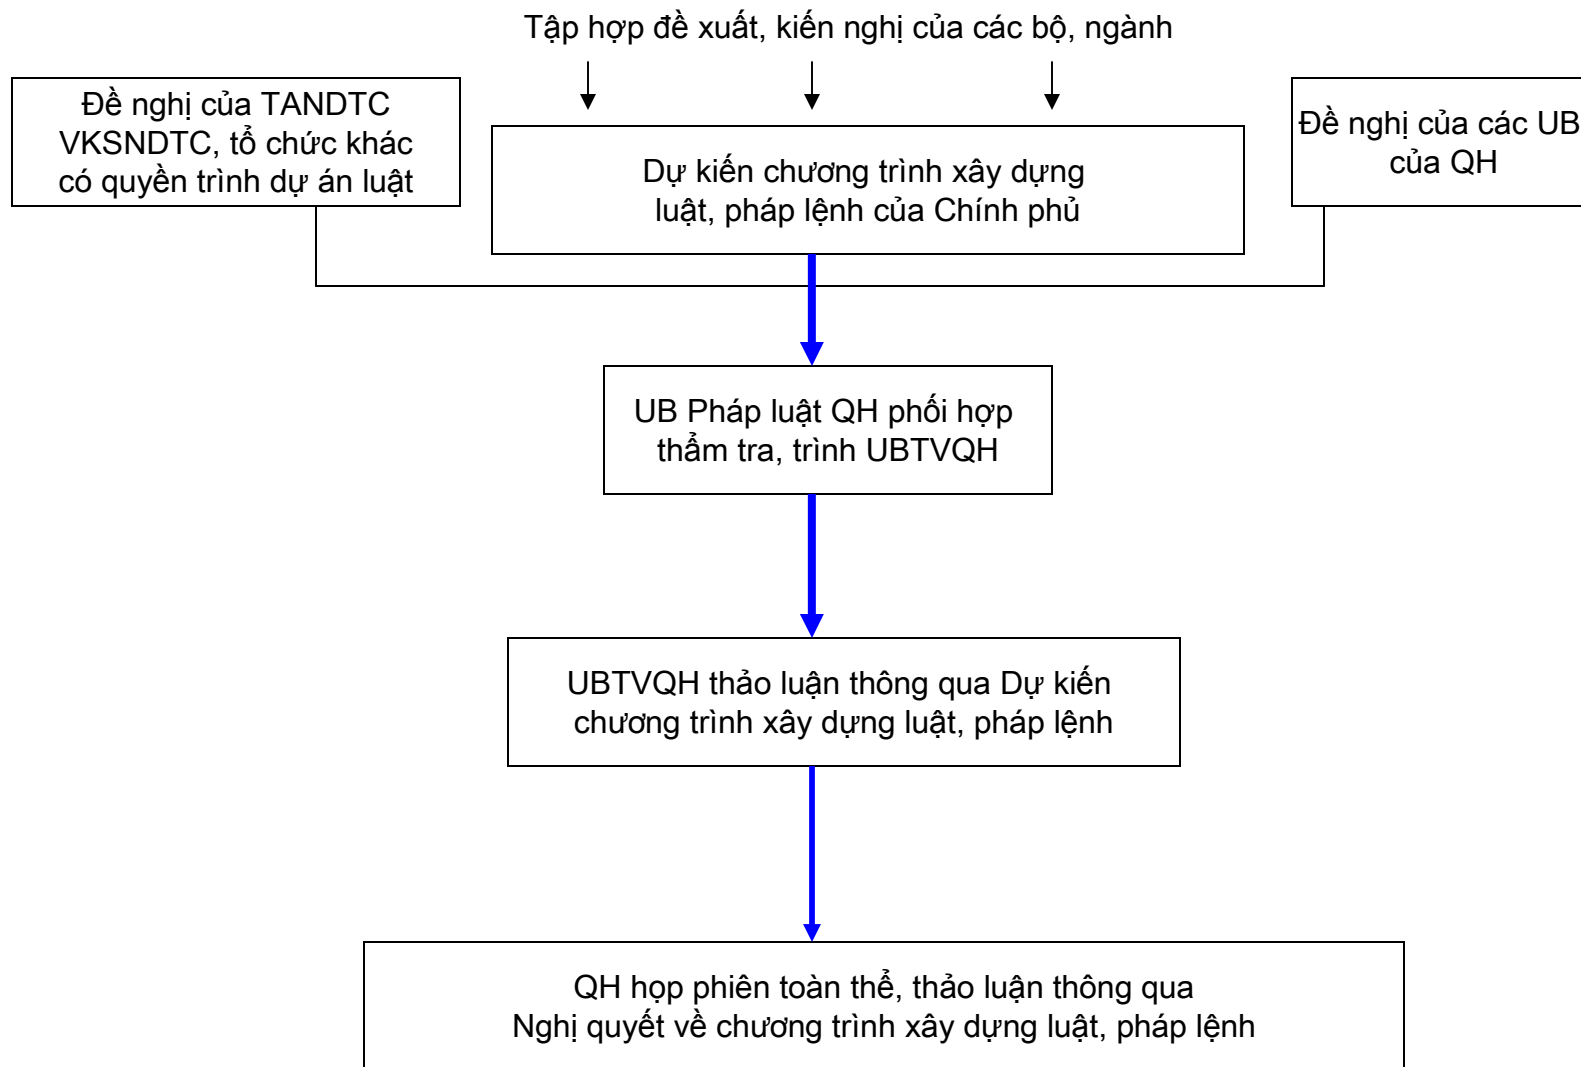 Tập hợp đề xuất, kiến nghị của các bộ, ngành
Đề nghị của TANDTC
VKSNDTC, tổ chức khác
có quyền trình dự án luật
Dự kiến chương trình xây dựng
luật, pháp lệnh của Chính phủ
Đề nghị của các UB
của QH
UB Pháp luật QH phối hợp
thẩm tra, trình UBTVQH
UBTVQH thảo luận thông qua Dự kiến
chương trình xây dựng luật, pháp lệnh
QH họp phiên toàn thể, thảo luận thông qua
Nghị quyết về chương trình xây dựng luật, pháp lệnh